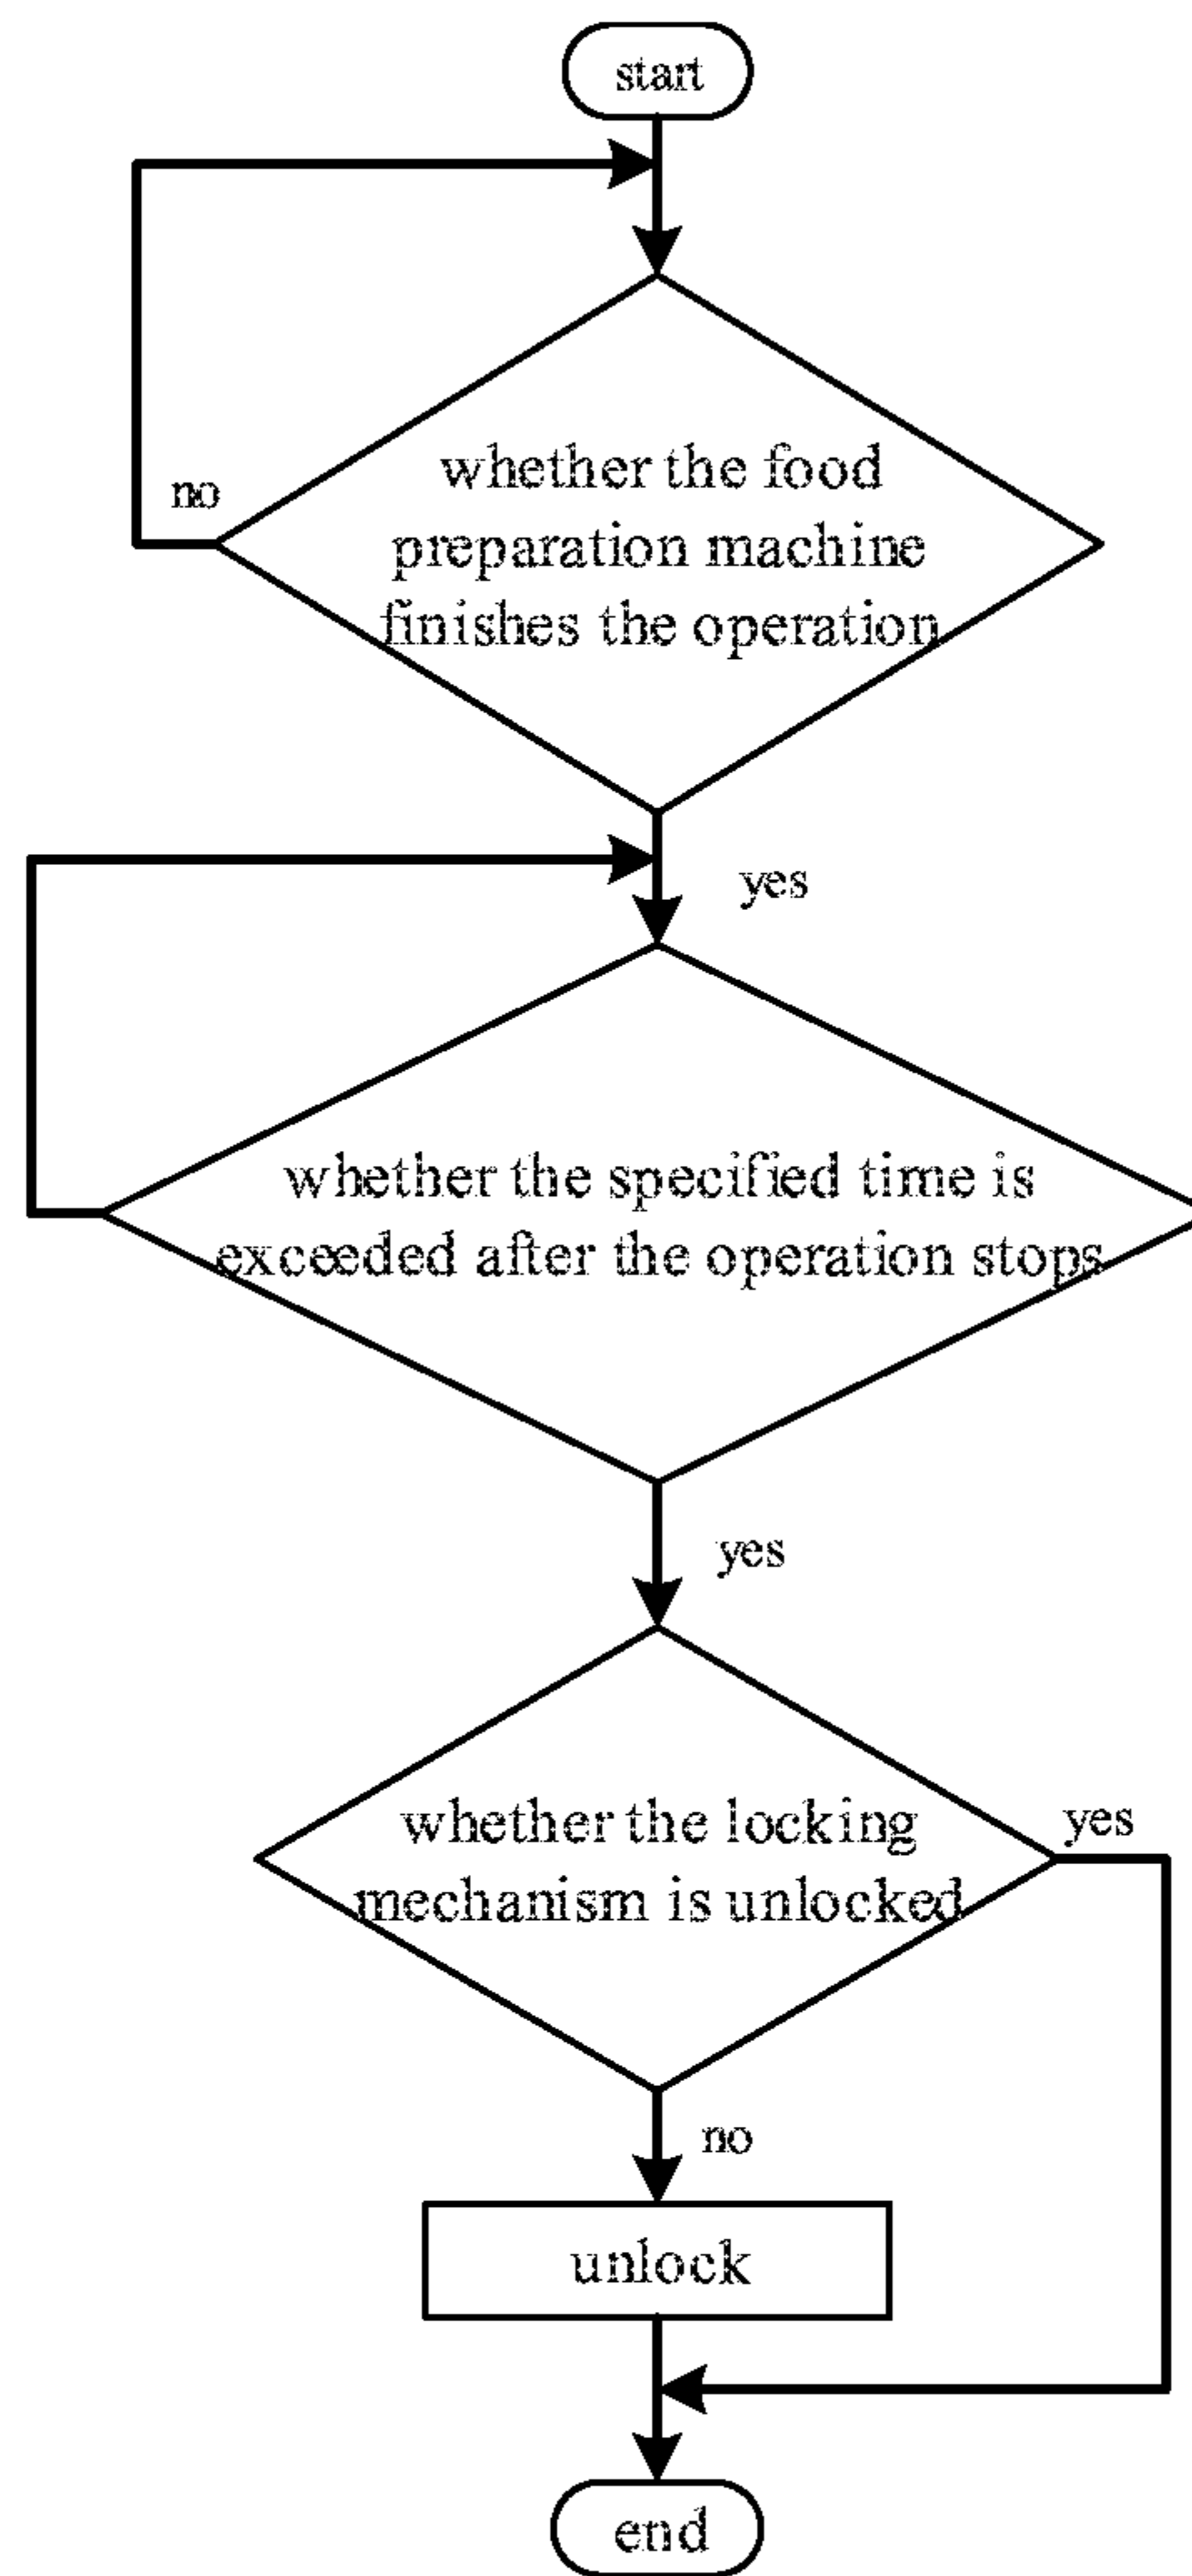 start
no
whether the food
preparation machine
finishes the operation
yes
whether the specified time is
exceeded after the operation stops
yes
whether the locking
mechanism is unlocked
yes
no
unlock
end